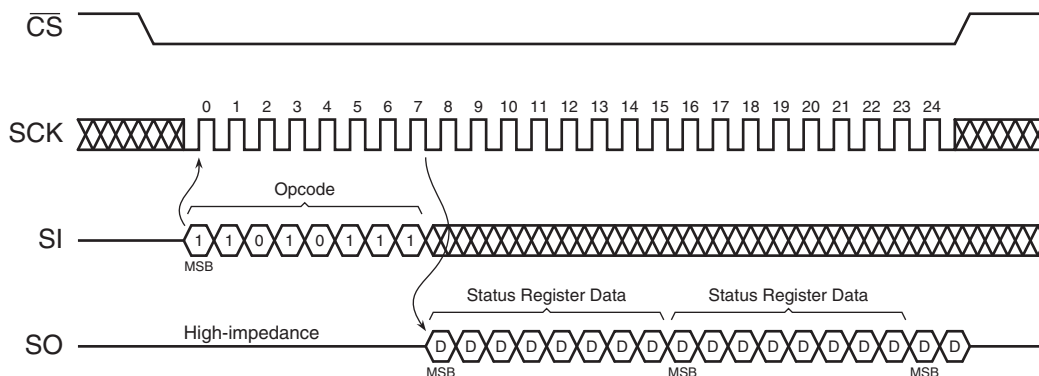 CS
0 1 2 3 4 5 6 7 8 9 10 11 12 13 14 15 16 17 18 19 20 21 22 23 24
SCK
Opcode
SI
1 1 0 1 0 1 1 1
MSB
Status Register Data Status Register Data
High-impedance
SO
D D D D D D D D D D D D D D D D D D
MSB MSB MSB